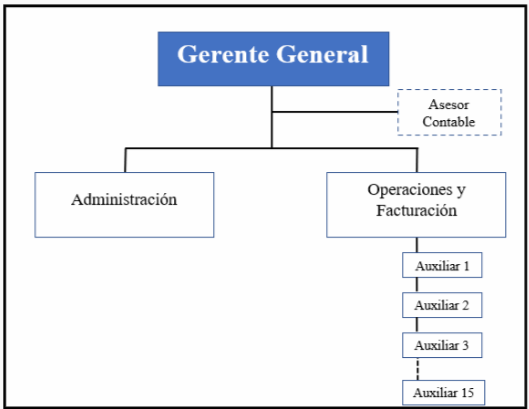 Gerente General
Asesor
Contable
Administración
Operaciones y
Facturación
Auxiliar 1
Auxiliar 2
Auxiliar 3
Auxiliar 15